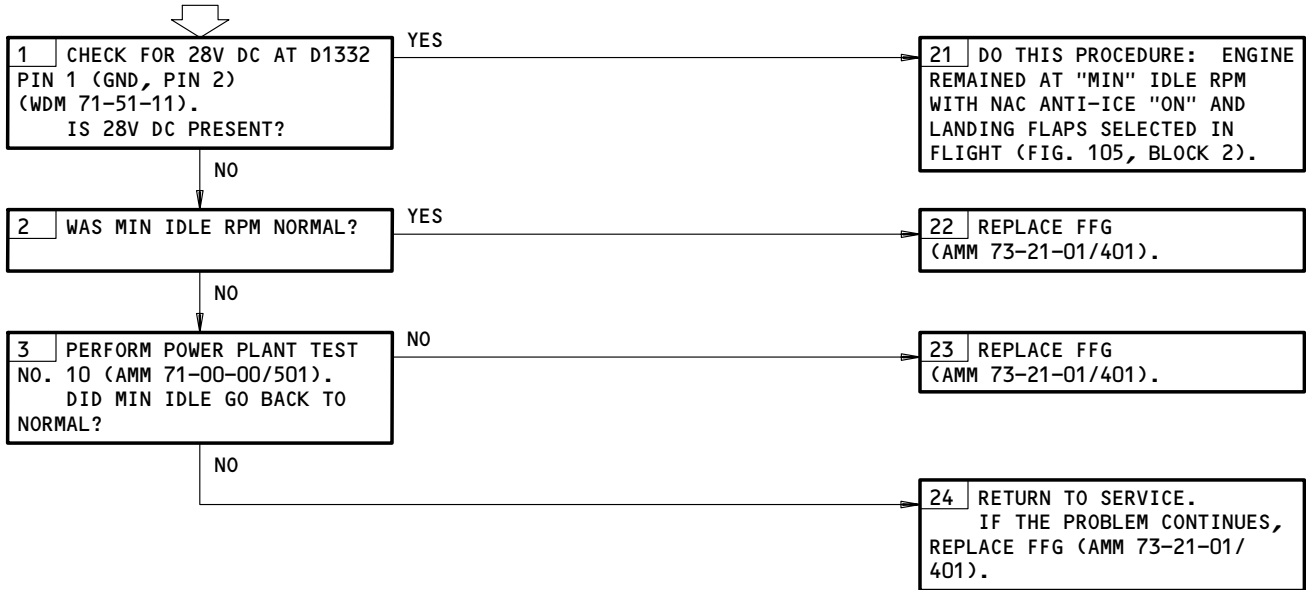 1 CHECK FOR 28V DC AT D1332
PIN 1 (GND, PIN 2)
(WDM 71-51-11).
IS 28V DC PRESENT?
YES
21 DO THIS PROCEDURE: ENGINE
REMAINED AT "MIN" IDLE RPM
WITH NAC ANTI-ICE "ON" AND
LANDING FLAPS SELECTED IN
FLIGHT (FIG. 105, BLOCK 2).
NO
2 WAS MIN IDLE RPM NORMAL?
YES
22 REPLACE FFG
(AMM 73-21-01/401).
NO
3 PERFORM POWER PLANT TEST
NO. 10 (AMM 71-00-00/501).
DID MIN IDLE GO BACK TO
NORMAL?
NO
23 REPLACE FFG
(AMM 73-21-01/401).
NO
24 RETURN TO SERVICE.
IF THE PROBLEM CONTINUES,
REPLACE FFG (AMM 73-21-01/
401).